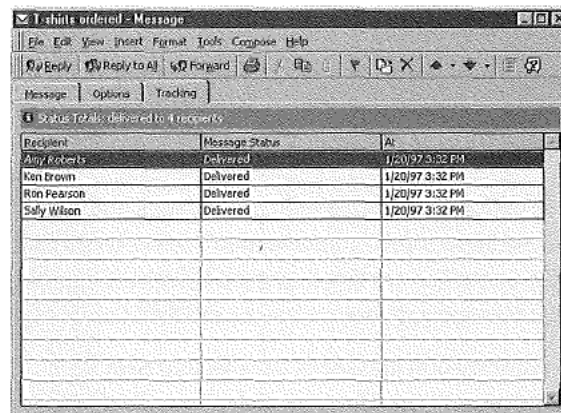 T-shirts ordered - Message
File Edit View Insert Format Tools Compose Help
Reply Reply to All Forward
Message Options Tracking
Status Totals: delivered to 4 recipients
Recipient Message Status At
Amy Roberts Delivered 1/20/97 3:32 PM
Ken Brown Delivered 1/20/97 3:32 PM
Ron Pearson Delivered 1/20/97 3:32 PM
Sally Wilson Delivered 1/20/97 3:32 PM